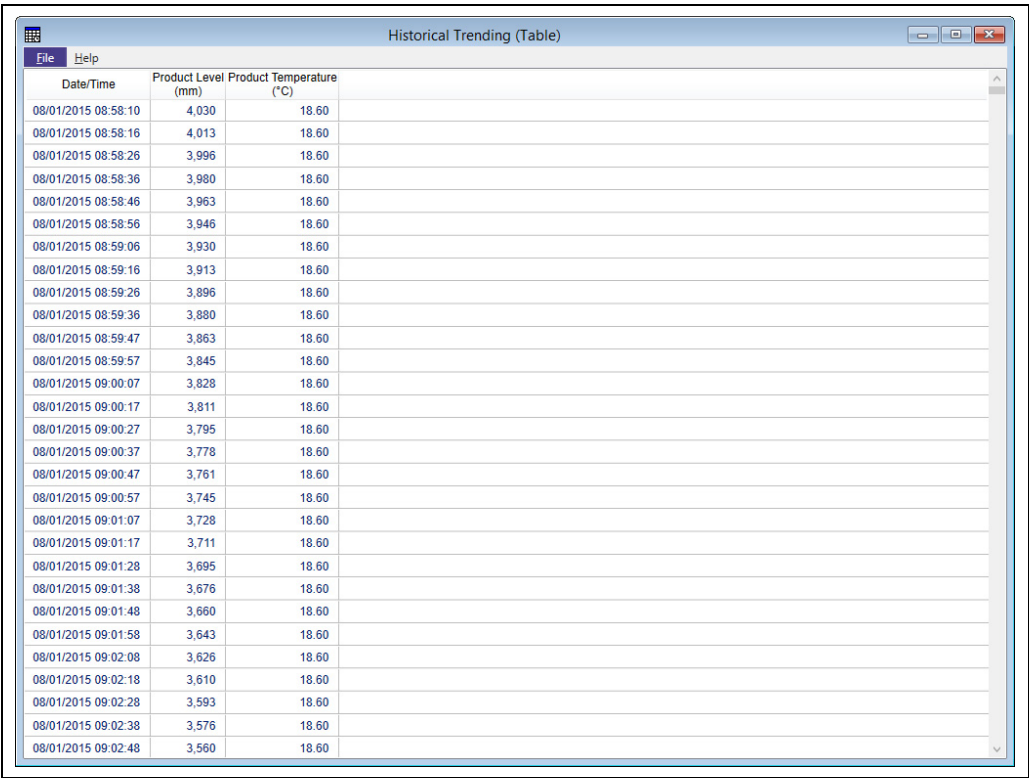 Historical Trending (Table)
File Help
Date/Time Product Level (mm) Product Temperature (°C)
08/01/2015 08:58:10 4,030 18.60
08/01/2015 08:58:16 4,013 18.60
08/01/2015 08:58:26 3,996 18.60
08/01/2015 08:58:36 3,980 18.60
08/01/2015 08:58:46 3,963 18.60
08/01/2015 08:58:56 3,946 18.60
08/01/2015 08:59:06 3,930 18.60
08/01/2015 08:59:16 3,913 18.60
08/01/2015 08:59:26 3,896 18.60
08/01/2015 08:59:36 3,880 18.60
08/01/2015 08:59:47 3,863 18.60
08/01/2015 08:59:57 3,845 18.60
08/01/2015 09:00:07 3,828 18.60
08/01/2015 09:00:17 3,811 18.60
08/01/2015 09:00:27 3,795 18.60
08/01/2015 09:00:37 3,778 18.60
08/01/2015 09:00:47 3,761 18.60
08/01/2015 09:00:57 3,745 18.60
08/01/2015 09:01:07 3,728 18.60
08/01/2015 09:01:17 3,711 18.60
08/01/2015 09:01:28 3,695 18.60
08/01/2015 09:01:38 3,676 18.60
08/01/2015 09:01:48 3,660 18.60
08/01/2015 09:01:58 3,643 18.60
08/01/2015 09:02:08 3,626 18.60
08/01/2015 09:02:18 3,610 18.60
08/01/2015 09:02:28 3,593 18.60
08/01/2015 09:02:38 3,576 18.60
08/01/2015 09:02:48 3,560 18.60